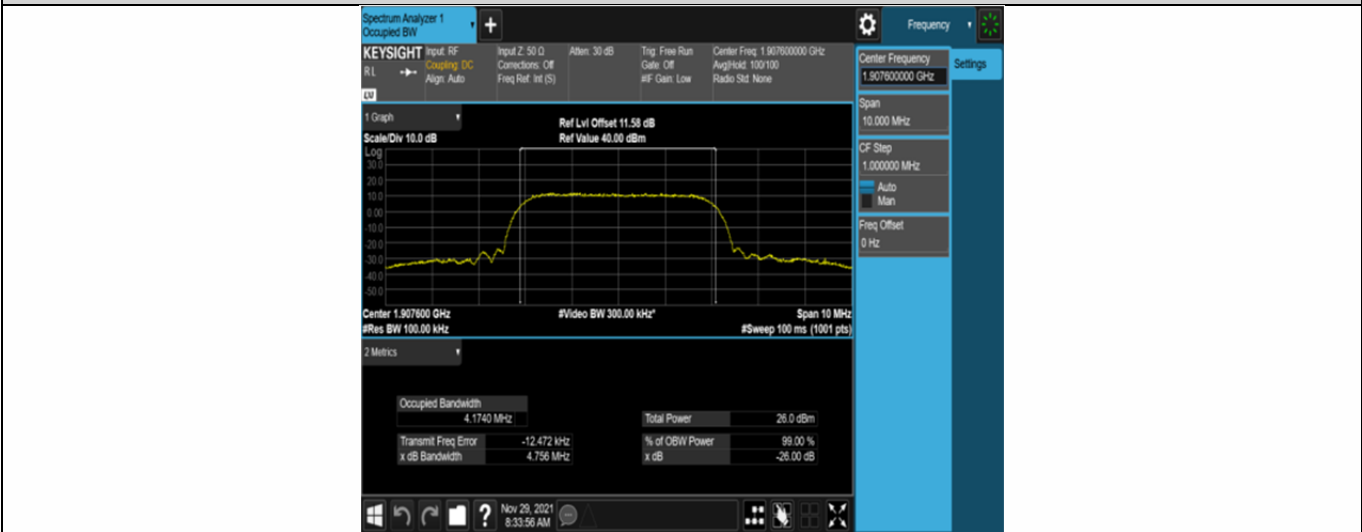 Spectrum Analyzer 1
Occupied BW
+
Frequency
KEYSIGHT
Input: RF
Coupling: DC
Align: Auto
RL
LXI
Input Z: 50 Ω
Corrections: Off
Freq Ref: Int (S)
Atten: 30 dB
Trig: Free Run
Gate: Off
#IF Gain: Low
Center Freq: 1.907600000 GHz
Avg|Hold: 100/100
Radio Std: None
Center Frequency
1.907600000 GHz
Settings
Span
10.000 MHz
CF Step
1.000000 MHz
Auto
Man
Freq Offset
0 Hz
1 Graph
Scale/Div 10.0 dB
Ref Lvl Offset 11.58 dB
Ref Value 40.00 dBm
Log
30.0
20.0
10.0
0.00
-10.0
-20.0
-30.0
-40.0
-50.0
Center 1.907600 GHz
#Video BW 300.00 kHz*
Span 10 MHz
#Res BW 100.00 kHz
#Sweep 100 ms (1001 pts)
2 Metrics
Occupied Bandwidth
4.1740 MHz
Total Power 26.0 dBm
Transmit Freq Error -12.472 kHz
% of OBW Power 99.00 %
x dB Bandwidth 4.756 MHz
x dB -26.00 dB
?
Nov 29, 2021
8:33:56 AM